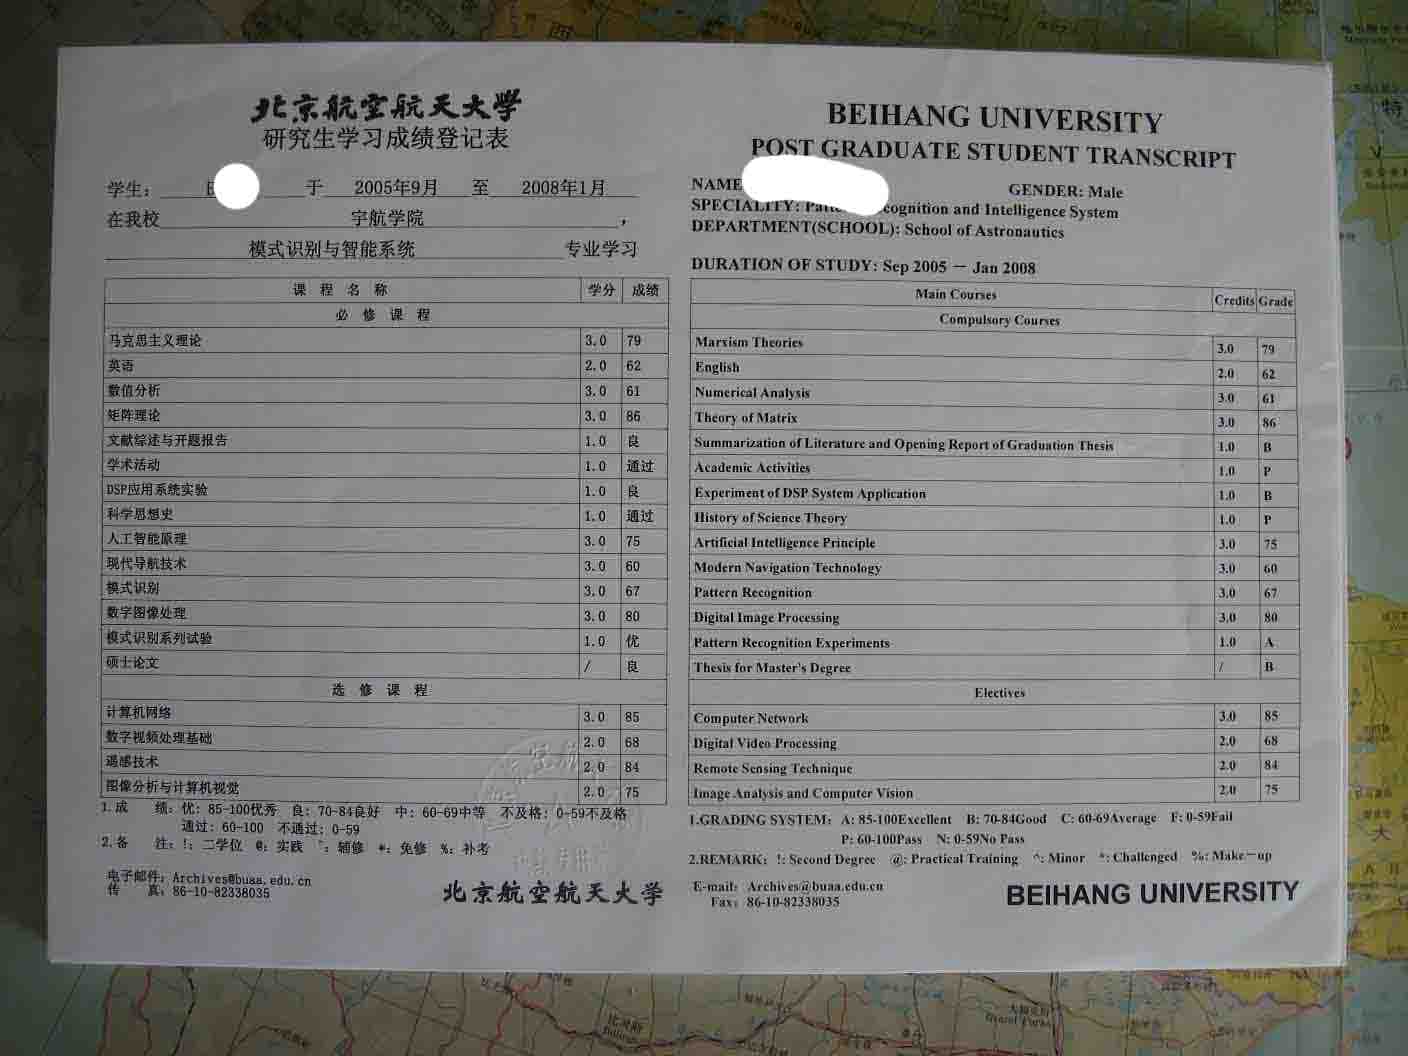 北京航空航天大学
研究生学习成绩登记表
学生: 于 2005年9月 至 2008年1月
在我校 宇航学院 ,
模式识别与智能系统 专业学习
课 程 名 称 学分 成绩
必 修 课 程
马克思主义理论 3.0 79
英语 2.0 62
数值分析 3.0 61
矩阵理论 3.0 86
文献综述与开题报告 1.0 良
学术活动 1.0 通过
DSP应用系统实验 1.0 良
科学思想史 1.0 通过
人工智能原理 3.0 75
现代导航技术 3.0 60
模式识别 3.0 67
数字图像处理 3.0 80
模式识别系列试验 1.0 优
硕士论文 / 良
选 修 课 程
计算机网络 3.0 85
数字视频处理基础 2.0 68
遥感技术 2.0 84
图像分析与计算机视觉 2.0 75
1.成 绩: 优: 85-100优秀 良: 70-84良好 中: 60-69中等 不及格: 0-59不及格
通过: 60-100 不通过: 0-59
2.备 注: !: 二学位 @: 实践 ^: 辅修 *: 免修 %: 补考
电子邮件: Archives@buaa.edu.cn
传 真: 86-10-82338035
北京航空航天大学
BEIHANG UNIVERSITY
POST GRADUATE STUDENT TRANSCRIPT
NAME
GENDER: Male
SPECIALITY: Patt ecognition and Intelligence System
DEPARTMENT(SCHOOL): School of Astronautics
DURATION OF STUDY: Sep 2005 — Jan 2008
Main Courses Credits Grade
Compulsory Courses
Marxism Theories 3.0 79
English 2.0 62
Numerical Analysis 3.0 61
Theory of Matrix 3.0 86
Summarization of Literature and Opening Report of Graduation Thesis 1.0 B
Academic Activities 1.0 P
Experiment of DSP System Application 1.0 B
History of Science Theory 1.0 P
Artificial Intelligence Principle 3.0 75
Modern Navigation Technology 3.0 60
Pattern Recognition 3.0 67
Digital Image Processing 3.0 80
Pattern Recognition Experiments 1.0 A
Thesis for Master's Degree / B
Electives
Computer Network 3.0 85
Digital Video Processing 2.0 68
Remote Sensing Technique 2.0 84
Image Analysis and Computer Vision 2.0 75
1.GRADING SYSTEM: A: 85-100Excellent B: 70-84Good C: 60-69Average F: 0-59Fail
P: 60-100Pass N: 0-59No Pass
2.REMARK: !: Second Degree @: Practical Training ^: Minor *: Challenged %: Make-up
E-mail: Archives@buaa.edu.cn
Fax: 86-10-82338035
BEIHANG UNIVERSITY